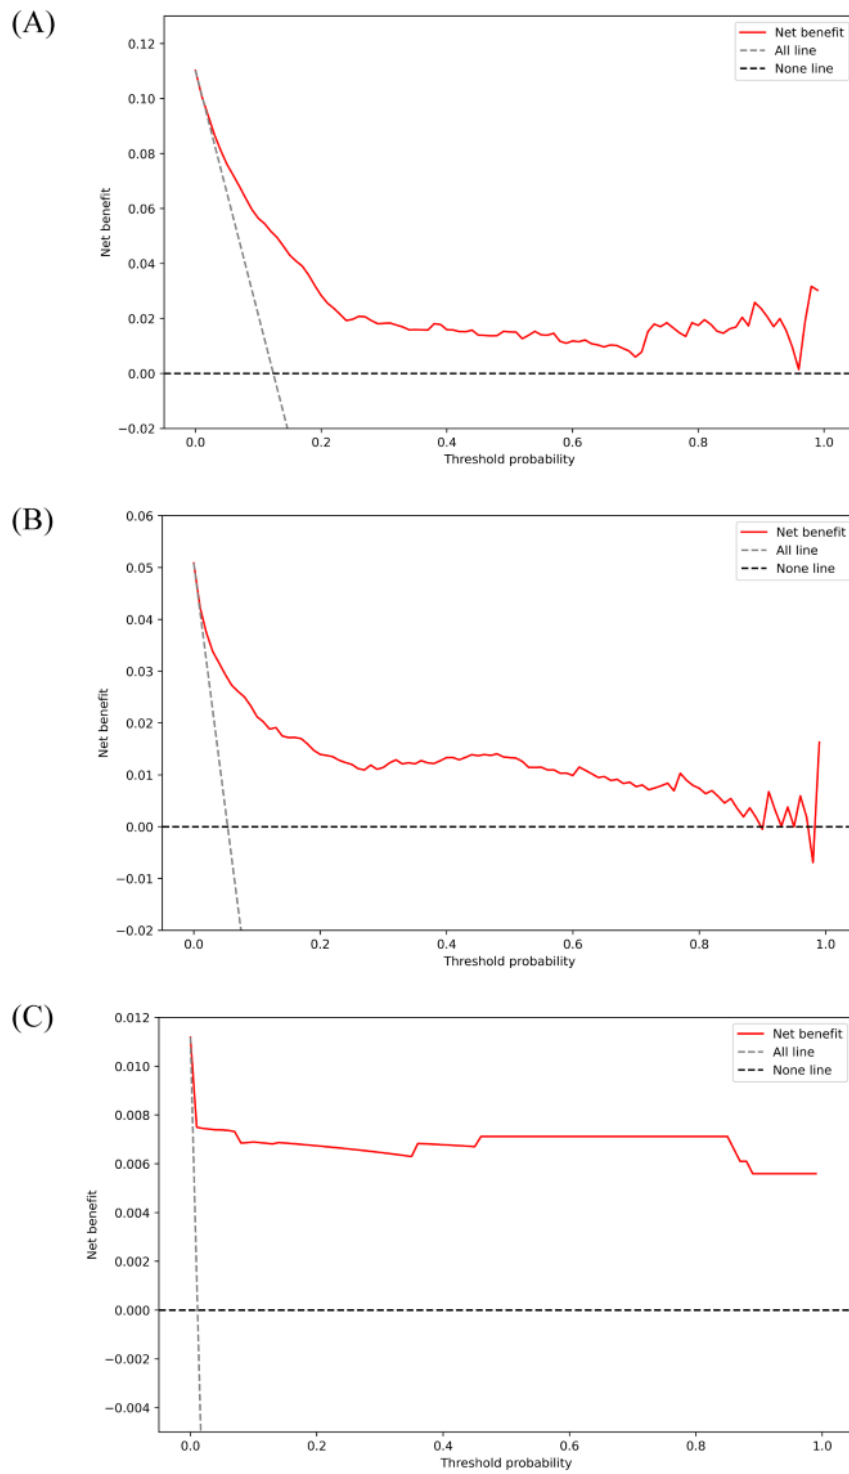 (A)
0.12
0.10
0.08
0.06
0.04
0.02
0.00
−0.02
Net benefit
0.0 0.2 0.4 0.6 0.8 1.0
Threshold probability
Net benefit
All line
None line
(B)
0.06
0.05
0.04
0.03
0.02
0.01
0.00
−0.01
−0.02
Net benefit
0.0 0.2 0.4 0.6 0.8 1.0
Threshold probability
Net benefit
All line
None line
(C)
0.012
0.010
0.008
0.006
0.004
0.002
0.000
−0.002
−0.004
Net benefit
0.0 0.2 0.4 0.6 0.8 1.0
Threshold probability
Net benefit
All line
None line